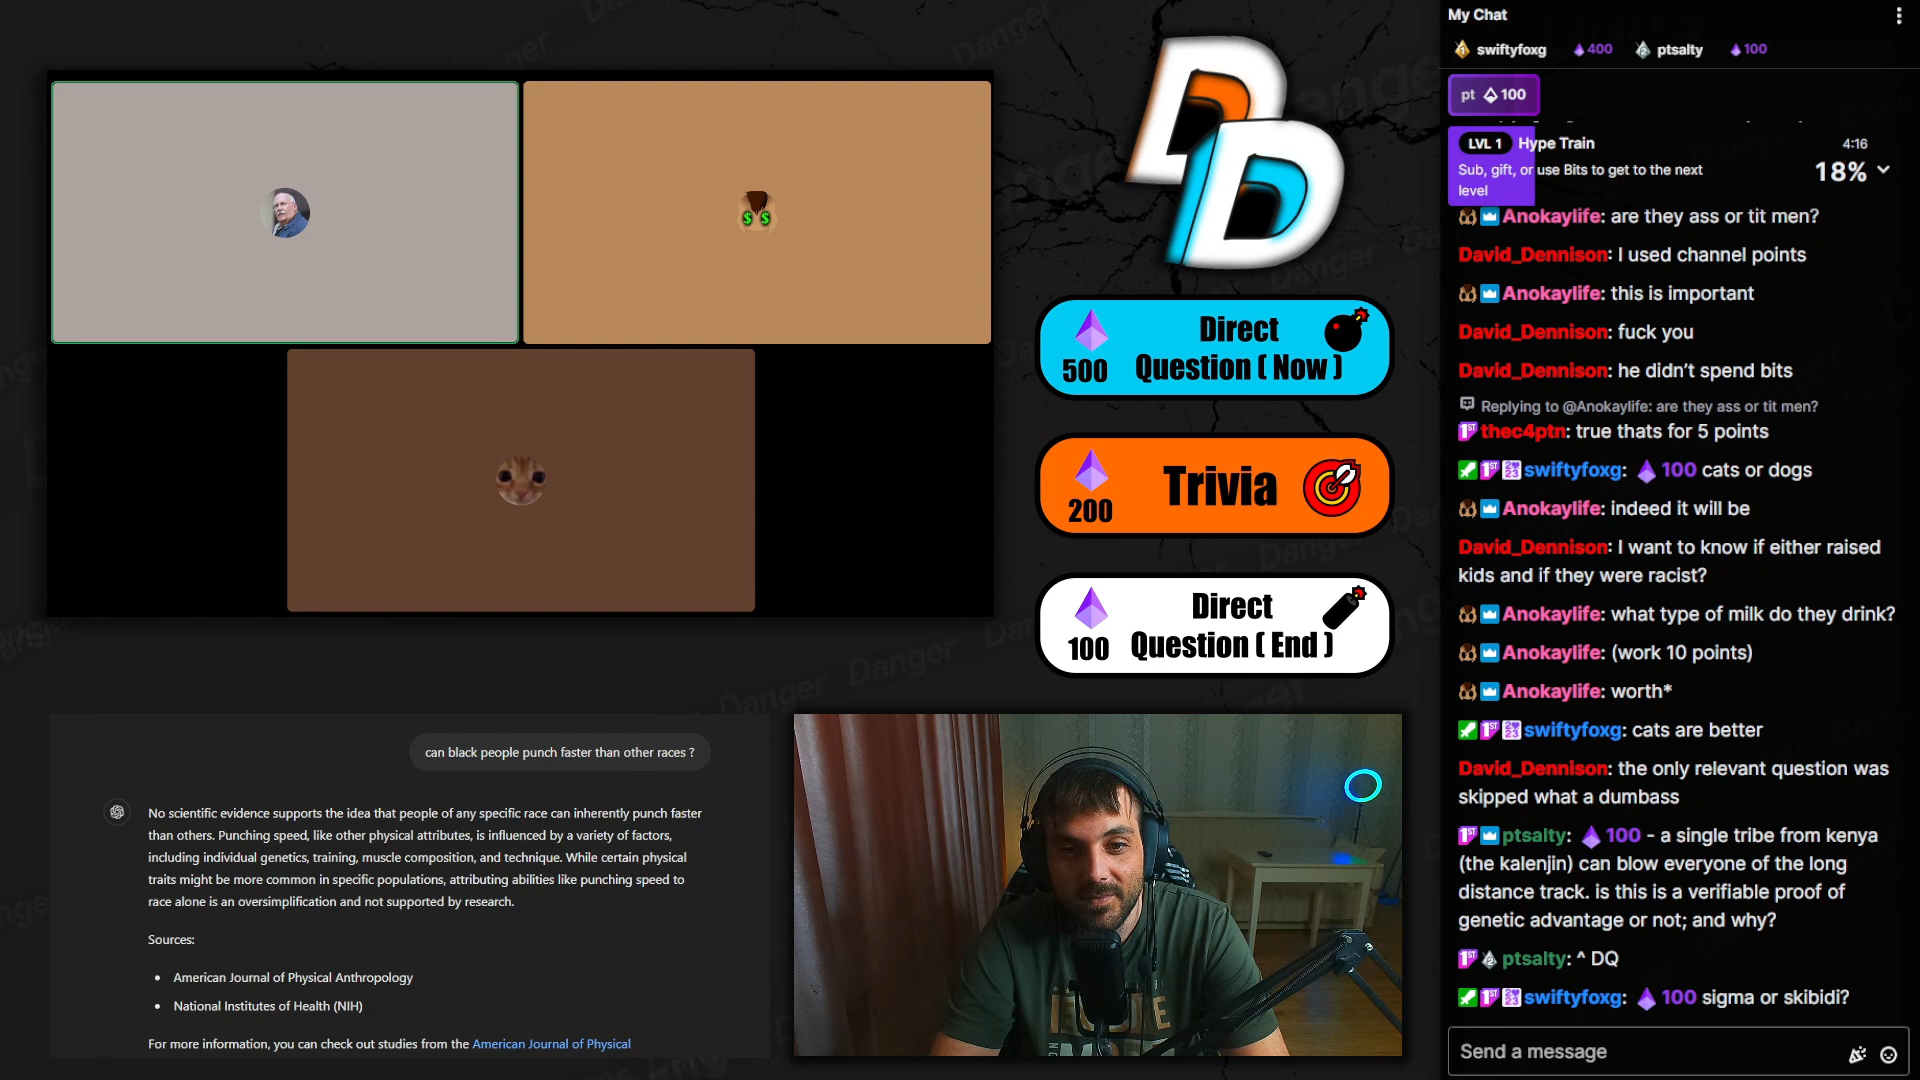 My Chat
swiftyfoxg 400 ptsalty 100
pt 100
LVL 1 Hype Train 4:16
Sub, gift, or use Bits to get to the next level 18%
Anokaylife: are they ass or tit men?
David_Dennison: I used channel points
Anokaylife: this is important
David_Dennison: fuck you
David_Dennison: he didn't spend bits
Replying to @Anokaylife: are they ass or tit men?
thec4ptn: true thats for 5 points
swiftyfoxg: 100 cats or dogs
Anokaylife: indeed it will be
David_Dennison: I want to know if either raised
kids and if they were racist?
Anokaylife: what type of milk do they drink?
Anokaylife: (work 10 points)
Anokaylife: worth*
swiftyfoxg: cats are better
David_Dennison: the only relevant question was
skipped what a dumbass
ptsalty: 100 - a single tribe from kenya
(the kalenjin) can blow everyone of the long
distance track. is this is a verifiable proof of
genetic advantage or not; and why?
ptsalty: ^ DQ
swiftyfoxg: 100 sigma or skibidi?
Send a message
DD
500 Direct
Question ( Now )
200 Trivia
100 Direct
Question ( End )
can black people punch faster than other races ?
No scientific evidence supports the idea that people of any specific race can inherently punch faster
than others. Punching speed, like other physical attributes, is influenced by a variety of factors,
including individual genetics, training, muscle composition, and technique. While certain physical
traits might be more common in specific populations, attributing abilities like punching speed to
race alone is an oversimplification and not supported by research.
Sources:
• American Journal of Physical Anthropology
• National Institutes of Health (NIH)
For more information, you can check out studies from the American Journal of Physical